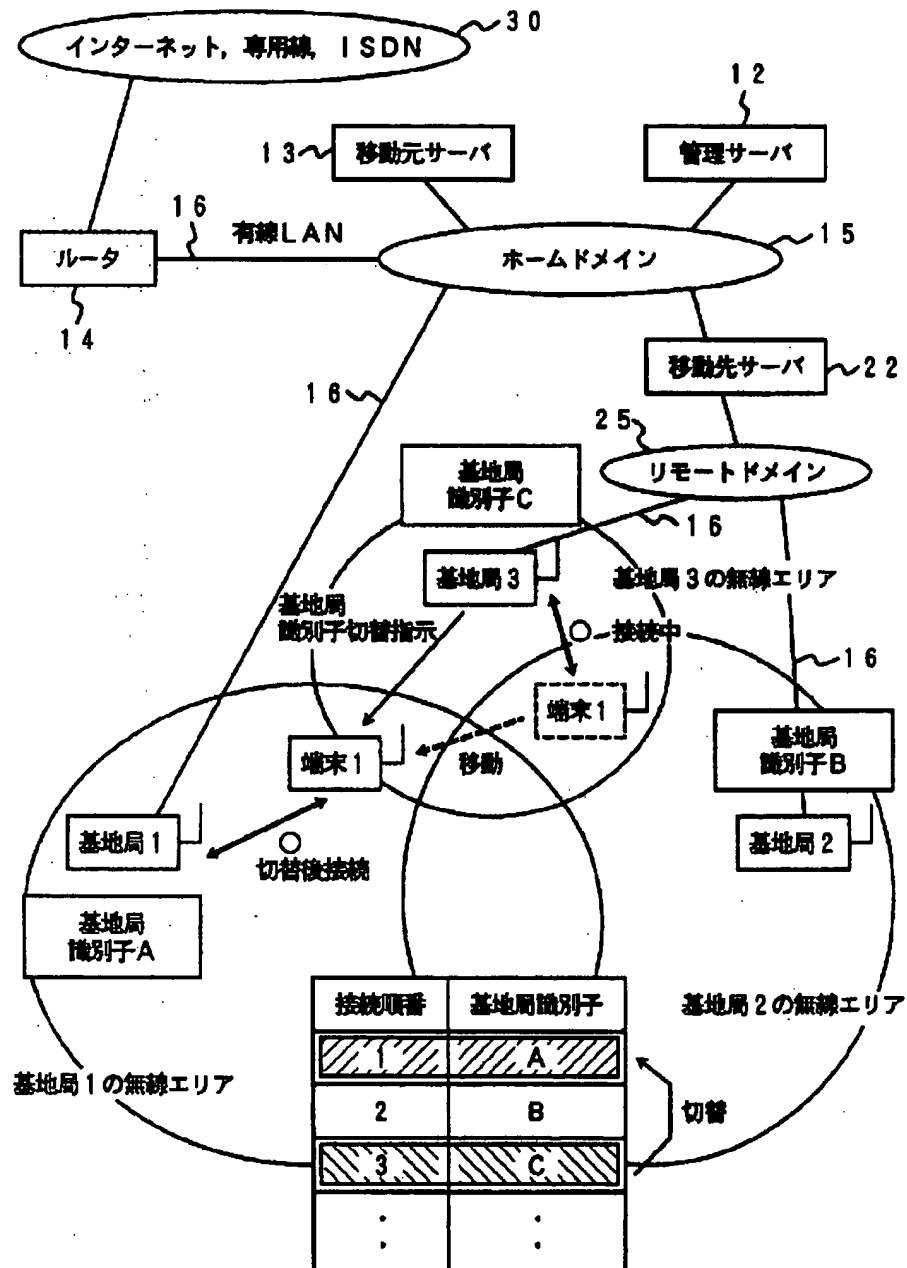 30
インターネット,専用線,ISDN
12
13
移動元サーバ
管理サーバ
16
有線LAN
15
ルータ
ホームドメイン
14
移動先サーバ
22
16
25
リモートドメイン
基地局
識別子C
16
基地局3
基地局3の無線エリア
基地局
識別子切替指示
接続中
16
端末1
端末1
移動
基地局
識別子B
基地局1
基地局2
切替後接続
基地局
識別子A
接続順番
基地局識別子
基地局2の無線エリア
1
A
基地局1の無線エリア
2
B
切替
3
C